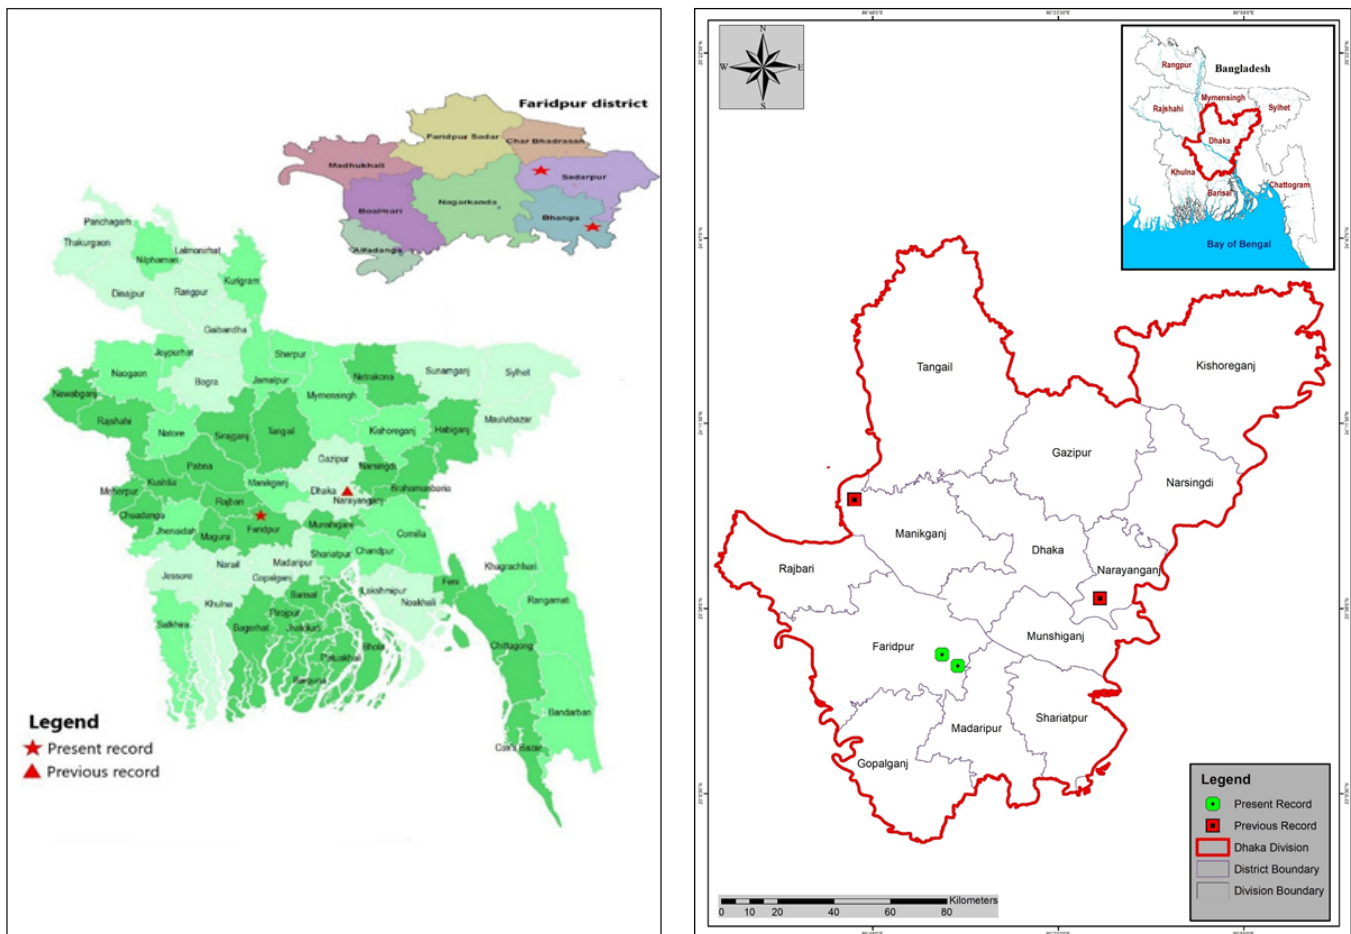 Faridpur district
Faridpur Sadar
Char Bhadrasan
Madhukhali
Sadarpur
Boalmari
Nagarkanda
Bhanga
Alfadanga
Panchagarh
Thakurgaon
Lalmonirhat
Nilphamari
Kurigram
Dinajpur
Rangpur
Gaibandha
Joypurhat
Sherpur
Naogaon
Bogra
Jamalpur
Netrakona
Sunamganj
Sylhet
Mymensingh
Nawabganj
Rajshahi
Maulvibazar
Natore
Sirajganj
Tangail
Kishoreganj
Habiganj
Gazipur
Pabna
Narsingdi
Kushtia
Manikganj
Dhaka
Meherpur
Brahamanbaria
Narayanganj
Rajbari
Chuadanga
Faridpur
Munshiganj
Jhenaidah
Magura
Comilla
Shariatpur
Chandpur
Narail
Madaripur
Khagrachhari
Jessore
Gopalganj
Feni
Lakshmipur
Barisal
Noakhali
Rangamati
Khulna
Pirojpur
Satkhira
Bagerhat
Jhalokati
Bhola
Chittagong
Patuakhali
Barguna
Bandarban
Cox's Bazar
Legend
Present record
Previous record
N
W E
S
Bangladesh
Rangpur
Mymensingh
Rajshahi
Sylhet
Dhaka
Khulna
Barisal
Chattogram
Bay of Bengal
Tangail
Kishoreganj
Gazipur
Narsingdi
Manikganj
Dhaka
Rajbari
Narayanganj
Munshiganj
Faridpur
Shariatpur
Madaripur
Gopalganj
Legend
Present Record
Previous Record
Dhaka Division
District Boundary
Division Boundary
Kilometers
0 10 20 40 60 80